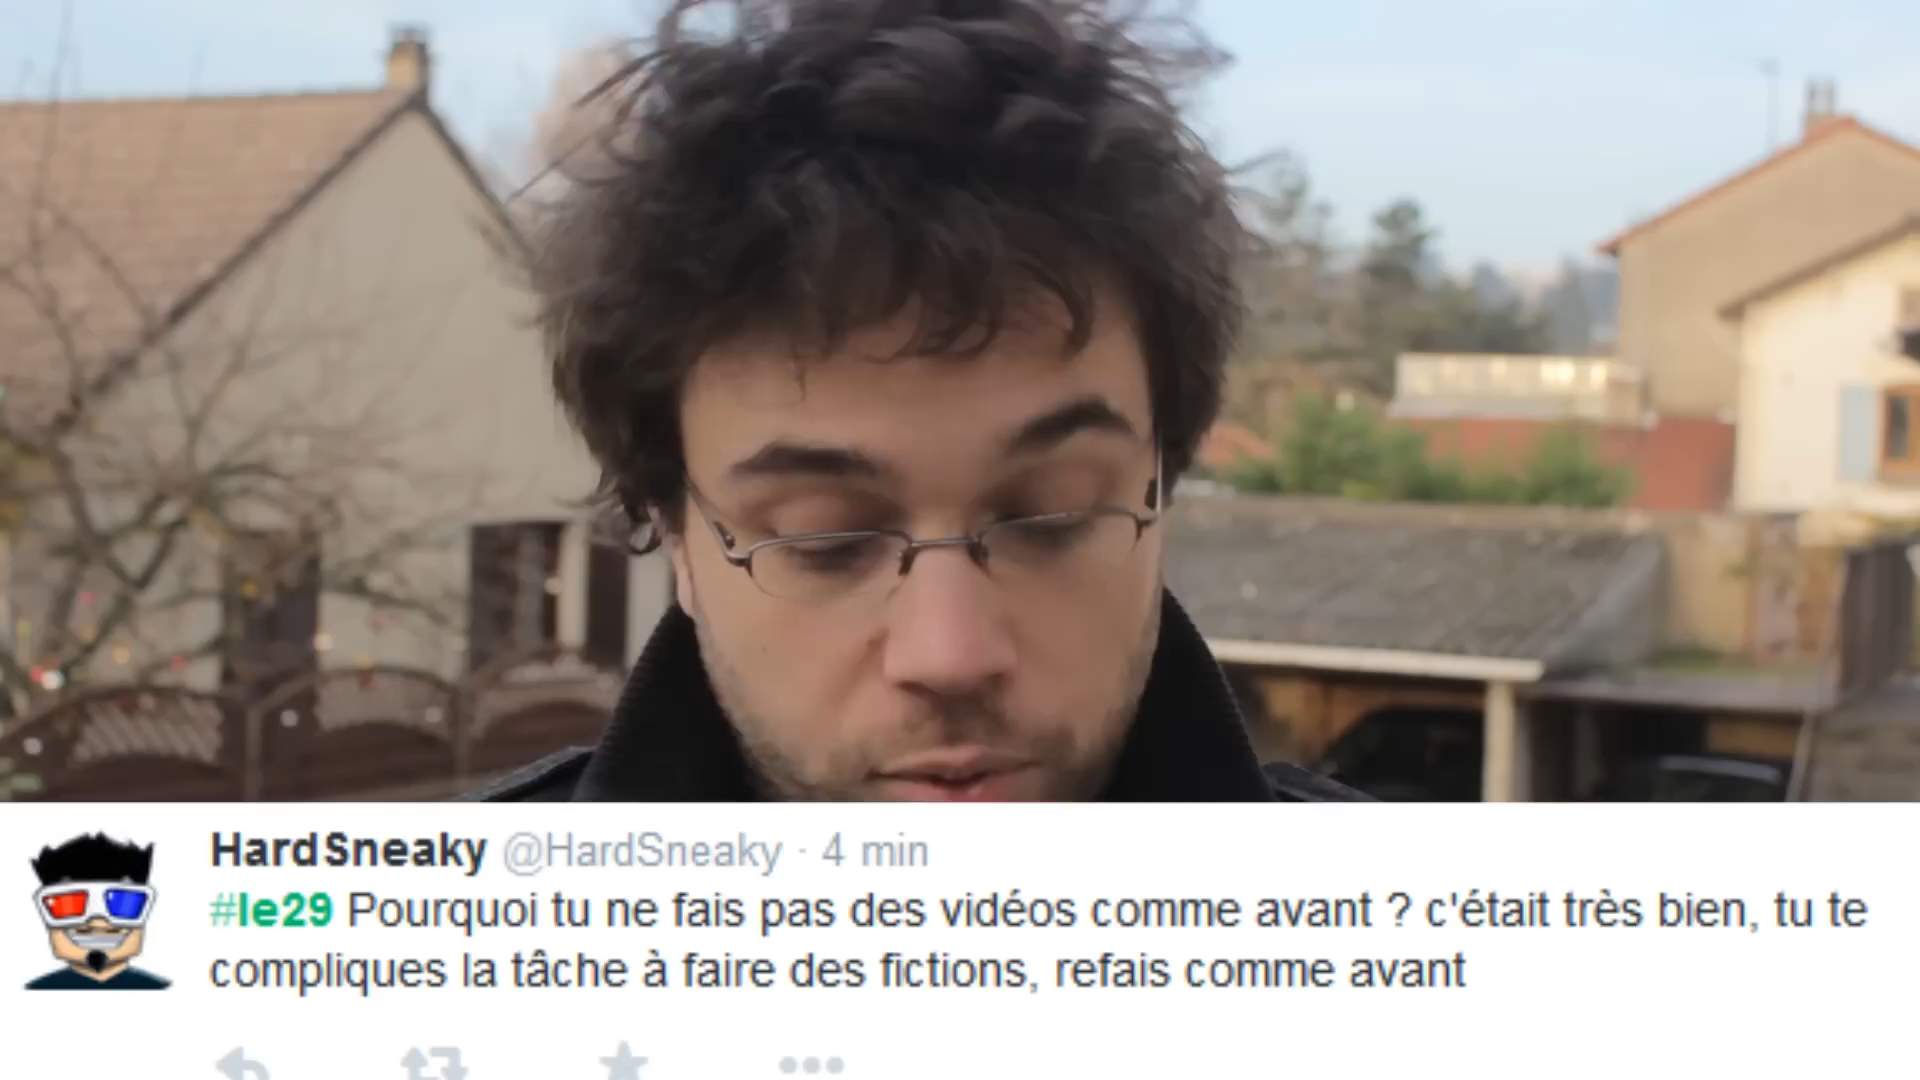 HardSneaky @HardSneaky · 4 min
#le29 Pourquoi tu ne fais pas des vidéos comme avant ? c'était très bien, tu te
compliques la tâche à faire des fictions, refais comme avant